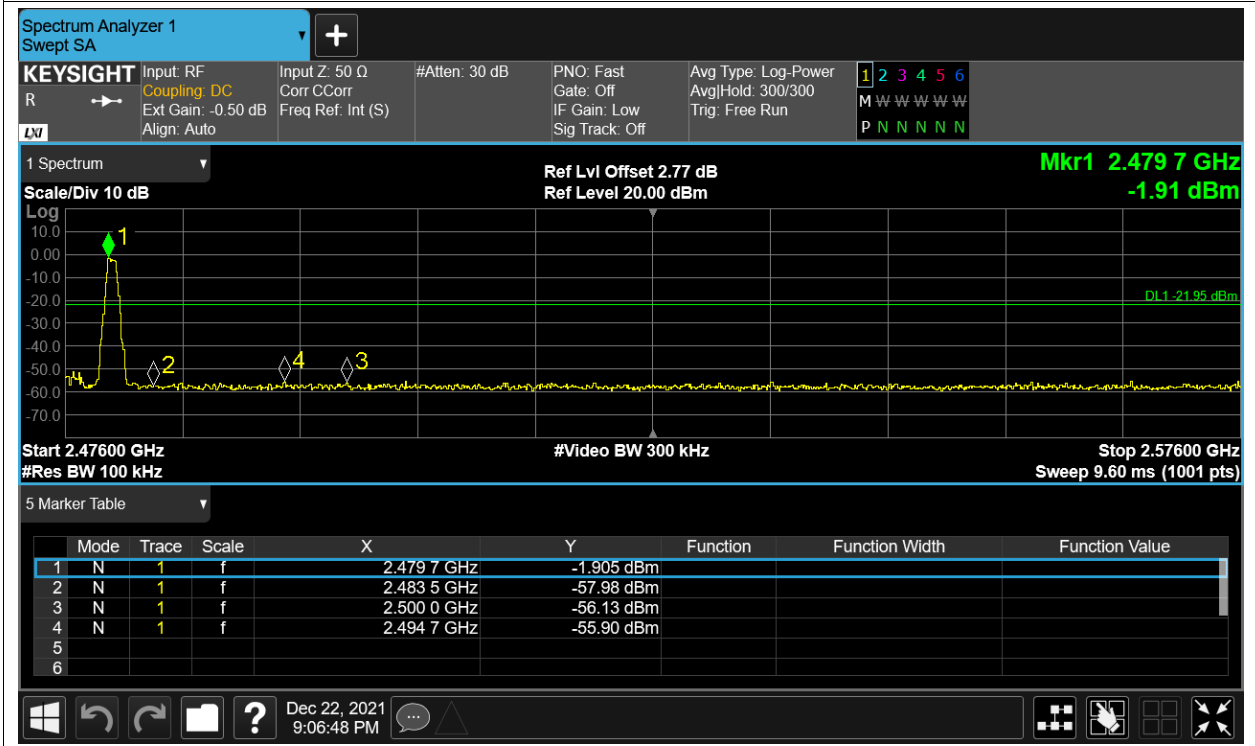 Spectrum Analyzer 1
Swept SA
+
KEYSIGHT Input: RF Input Z: 50 Ω #Atten: 30 dB PNO: Fast Avg Type: Log-Power 1 2 3 4 5 6
R Coupling: DC Corr CCorr Gate: Off Avg|Hold: 300/300 M W W W W W
Ext Gain: -0.50 dB Freq Ref: Int (S) IF Gain: Low Trig: Free Run
LXI Align: Auto Sig Track: Off P N N N N N
1 Spectrum Ref Lvl Offset 2.77 dB Mkr1 2.479 7 GHz
Scale/Div 10 dB Ref Level 20.00 dBm -1.91 dBm
Log
10.0
1
0.00
-10.0
-20.0 DL1 -21.95 dBm
-30.0
-40.0
-50.0 2 4 3
-60.0
-70.0
Start 2.47600 GHz #Video BW 300 kHz Stop 2.57600 GHz
#Res BW 100 kHz Sweep 9.60 ms (1001 pts)
5 Marker Table
Mode Trace Scale X Y Function Function Width Function Value
1 N 1 f 2.479 7 GHz -1.905 dBm
2 N 1 f 2.483 5 GHz -57.98 dBm
3 N 1 f 2.500 0 GHz -56.13 dBm
4 N 1 f 2.494 7 GHz -55.90 dBm
5
6
? Dec 22, 2021
9:06:48 PM